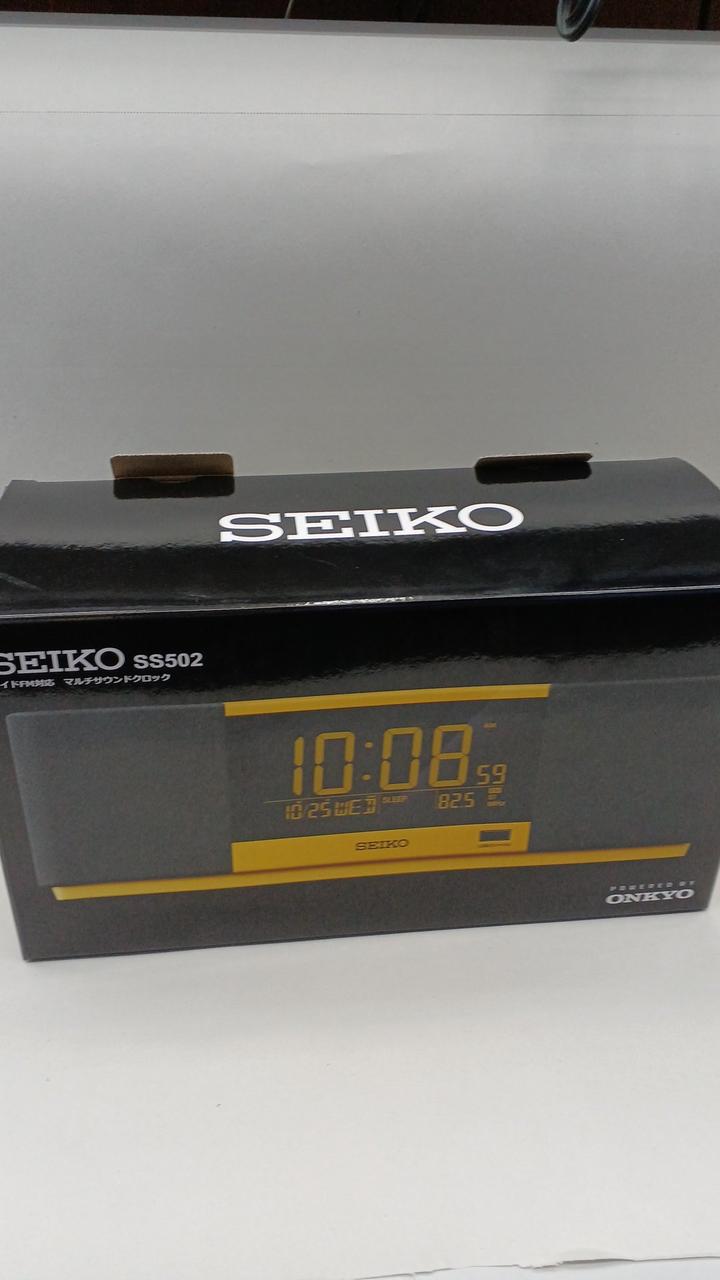 SEIKO
SEIKO SS502
イドFM対応 マルチサウンドクロック
10:08 59
10/25 WED SLEEP 82.5 MHz
SEIKO
POWERED BY
ONKYO